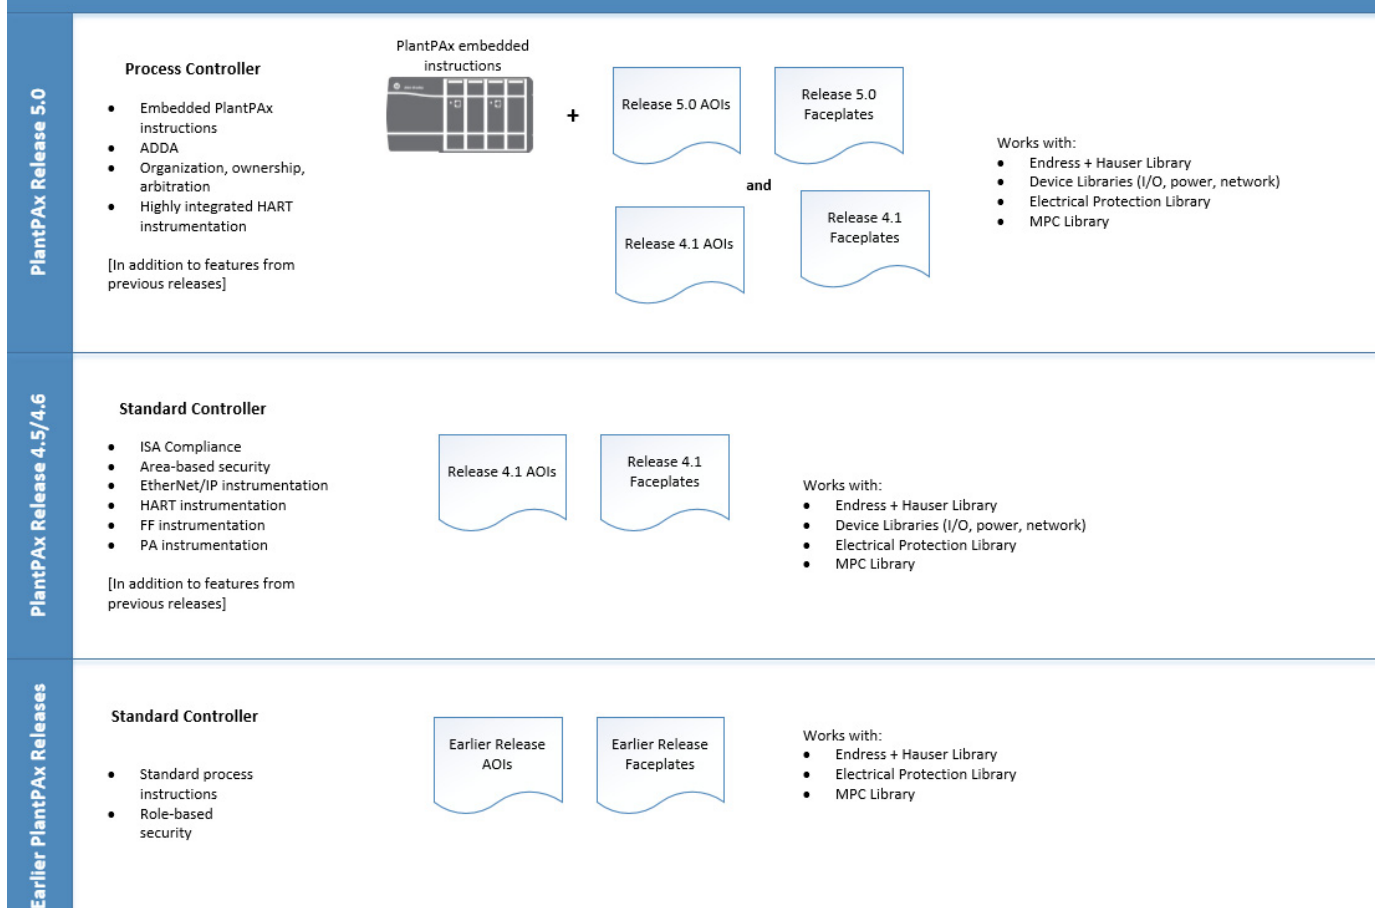 PlantPAx Release 5.0
Process Controller
• Embedded PlantPAx
instructions
• ADDA
• Organization, ownership,
arbitration
• Highly integrated HART
instrumentation
[In addition to features from
previous releases]
PlantPAx embedded
instructions
+
Release 5.0 AOIs
Release 5.0
Faceplates
and
Release 4.1 AOIs
Release 4.1
Faceplates
Works with:
• Endress + Hauser Library
• Device Libraries (I/O, power, network)
• Electrical Protection Library
• MPC Library
PlantPAx Release 4.5/4.6
Standard Controller
• ISA Compliance
• Area-based security
• EtherNet/IP instrumentation
• HART instrumentation
• FF instrumentation
• PA instrumentation
[In addition to features from
previous releases]
Release 4.1 AOIs
Release 4.1
Faceplates
Works with:
• Endress + Hauser Library
• Device Libraries (I/O, power, network)
• Electrical Protection Library
• MPC Library
Earlier PlantPAx Releases
Standard Controller
• Standard process
instructions
• Role-based
security
Earlier Release
AOIs
Earlier Release
Faceplates
Works with:
• Endress + Hauser Library
• Electrical Protection Library
• MPC Library